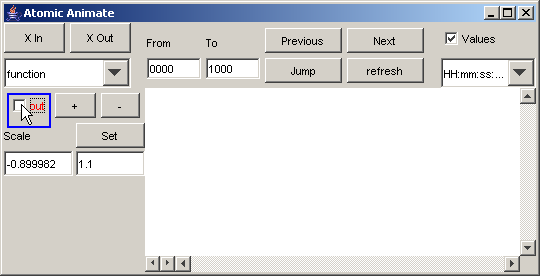 Atomic Animate
X In
X Out
From
To
Previous
Next
Values
function
0000
1000
Jump
refresh
HH:mm:ss:...
out
+
-
Scale
Set
-0.899982
1.1